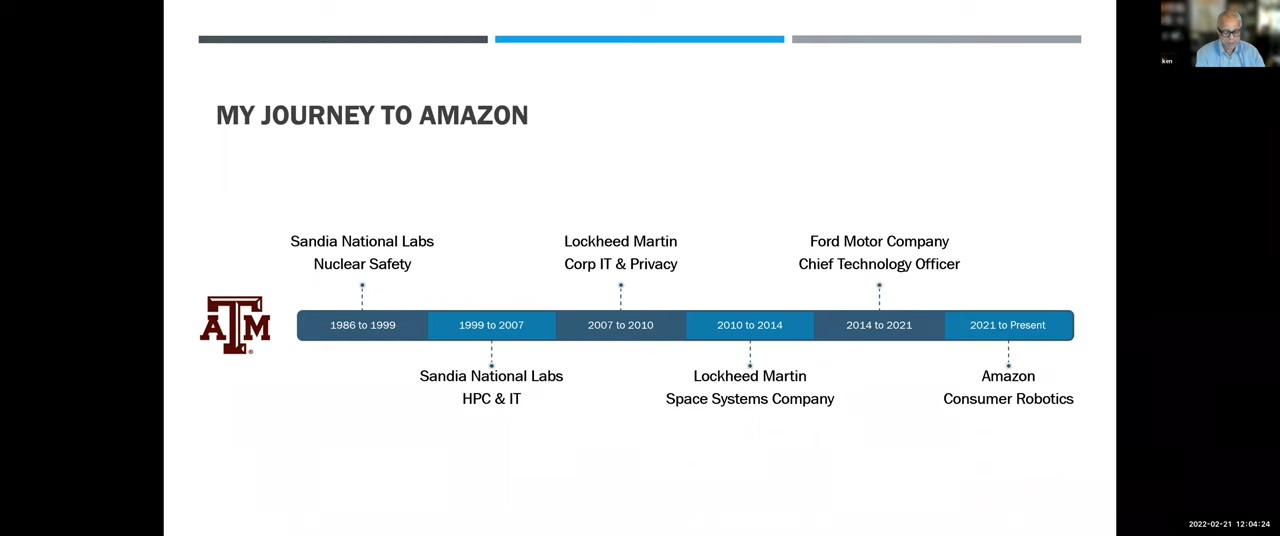 ken
MY JOURNEY TO AMAZON
Sandia National Labs
Nuclear Safety
Lockheed Martin
Corp IT & Privacy
Ford Motor Company
Chief Technology Officer
ATM
®
1986 to 1999
1999 to 2007
2007 to 2010
2010 to 2014
2014 to 2021
2021 to Present
Sandia National Labs
HPC & IT
Lockheed Martin
Space Systems Company
Amazon
Consumer Robotics
2022-02-21 12:04:24